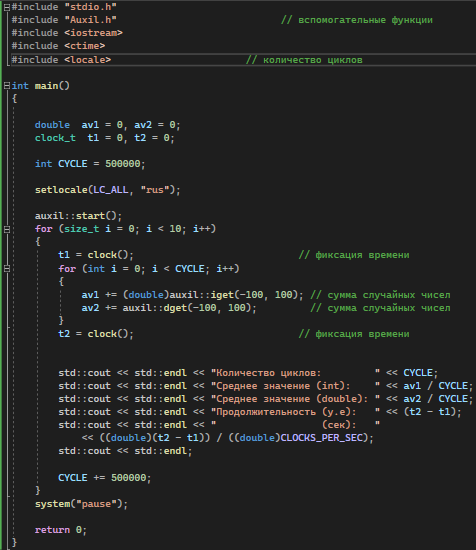 #include "stdio.h"
#include "Auxil.h" // вспомогательные функции
#include <iostream>
#include <ctime>
#include <locale> // количество циклов
int main()
{
double av1 = 0, av2 = 0;
clock_t t1 = 0, t2 = 0;
int CYCLE = 500000;
setlocale(LC_ALL, "rus");
auxil::start();
for (size_t i = 0; i < 10; i++)
{
t1 = clock(); // фиксация времени
for (int i = 0; i < CYCLE; i++)
{
av1 += (double)auxil::iget(-100, 100); // сумма случайных чисел
av2 += auxil::dget(-100, 100); // сумма случайных чисел
}
t2 = clock(); // фиксация времени
std::cout << std::endl << "Количество циклов: " << CYCLE;
std::cout << std::endl << "Среднее значение (int): " << av1 / CYCLE;
std::cout << std::endl << "Среднее значение (double): " << av2 / CYCLE;
std::cout << std::endl << "Продолжительность (у.е): " << (t2 - t1);
std::cout << std::endl << " (сек): "
<< ((double)(t2 - t1)) / ((double)CLOCKS_PER_SEC);
std::cout << std::endl;
CYCLE += 500000;
}
system("pause");
return 0;
}